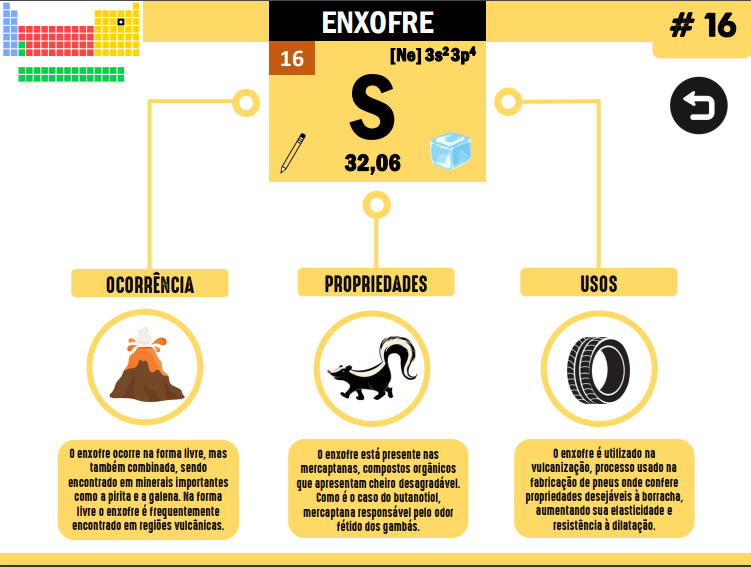 ENXOFRE
# 16
16
[Ne] 3s² 3p⁴
S
32,06
OCORRÊNCIA
PROPRIEDADES
USOS
O enxofre ocorre na forma livre, mas
também combinada, sendo
encontrado em minerais importantes
como a pirita e a galena. Na forma
livre o enxofre é frequentemente
encontrado em regiões vulcânicas.
O enxofre está presente nas
mercaptanas, compostos orgânicos
que apresentam cheiro desagradável.
Como é o caso do butanotiol,
mercaptana responsável pelo odor
fétido dos gambás.
O enxofre é utilizado na
vulcanização, processo usado na
fabricação de pneus onde confere
propriedades desejáveis à borracha,
aumentando sua elasticidade e
resistência à dilatação.